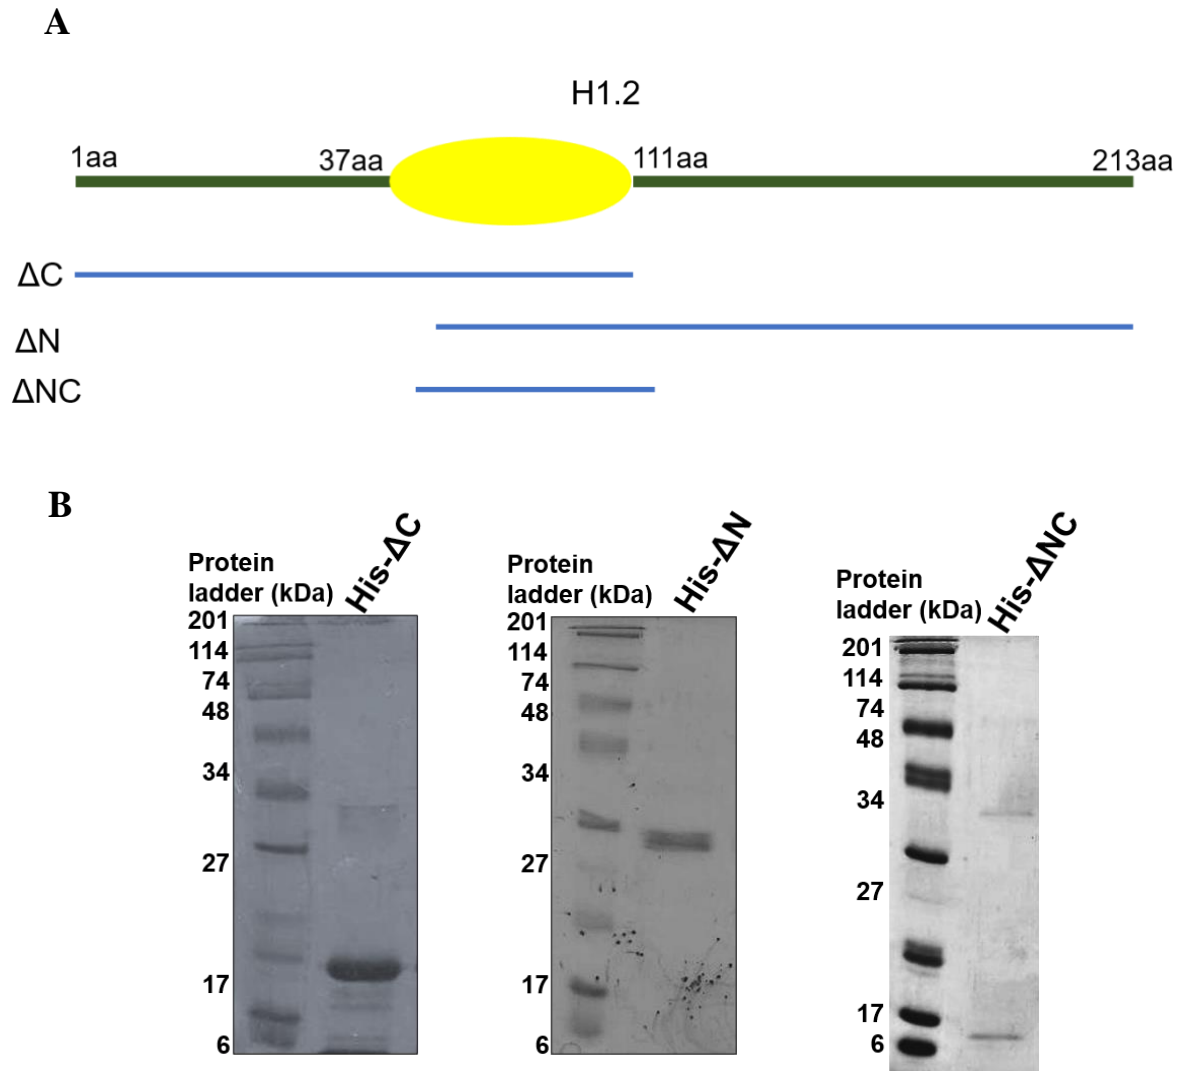 A
H1.2
1aa
37aa
111aa
213aa
ΔC
ΔN
ΔNC
B
Protein
ladder (kDa)
His-ΔC
201
114
74
48
34
27
17
6
Protein
ladder (kDa)
His-ΔN
201
114
74
48
34
27
17
6
Protein
ladder (kDa)
His-ΔNC
201
114
74
48
34
27
17
6